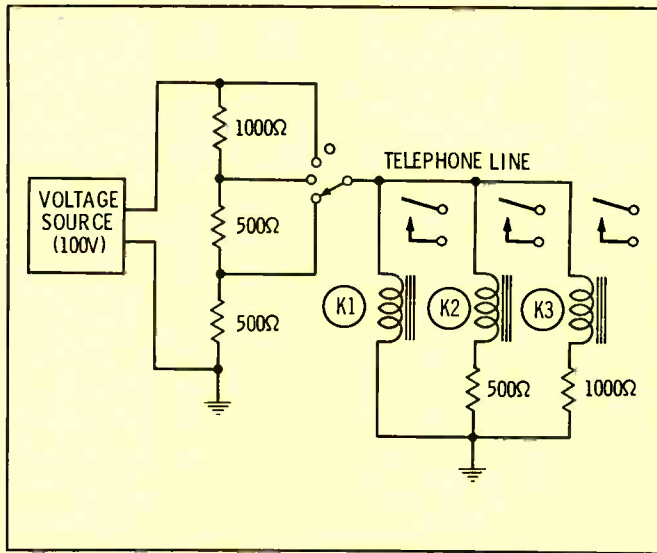 1000Ω
TELEPHONE LINE
VOLTAGE
SOURCE
(100V)
500Ω
K1
K2
K3
500Ω
500Ω
1000Ω